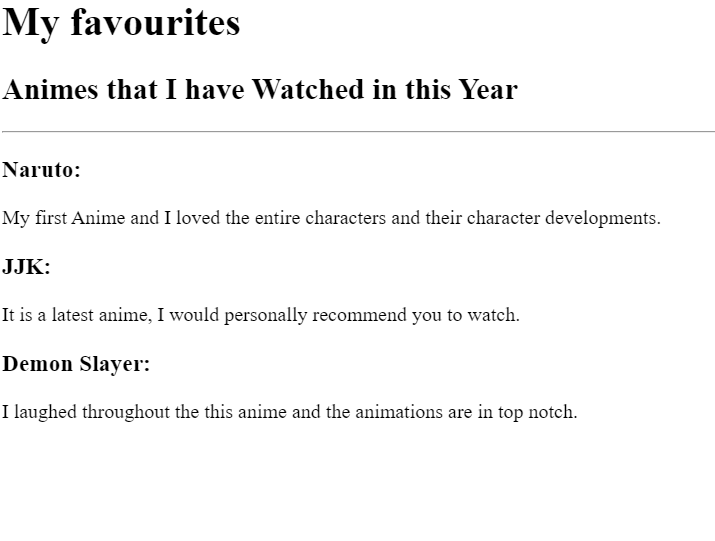 My favourites
Animes that I have Watched in this Year
Naruto:
My first Anime and I loved the entire characters and their character developments.
JJK:
It is a latest anime, I would personally recommend you to watch.
Demon Slayer:
I laughed throughout the this anime and the animations are in top notch.